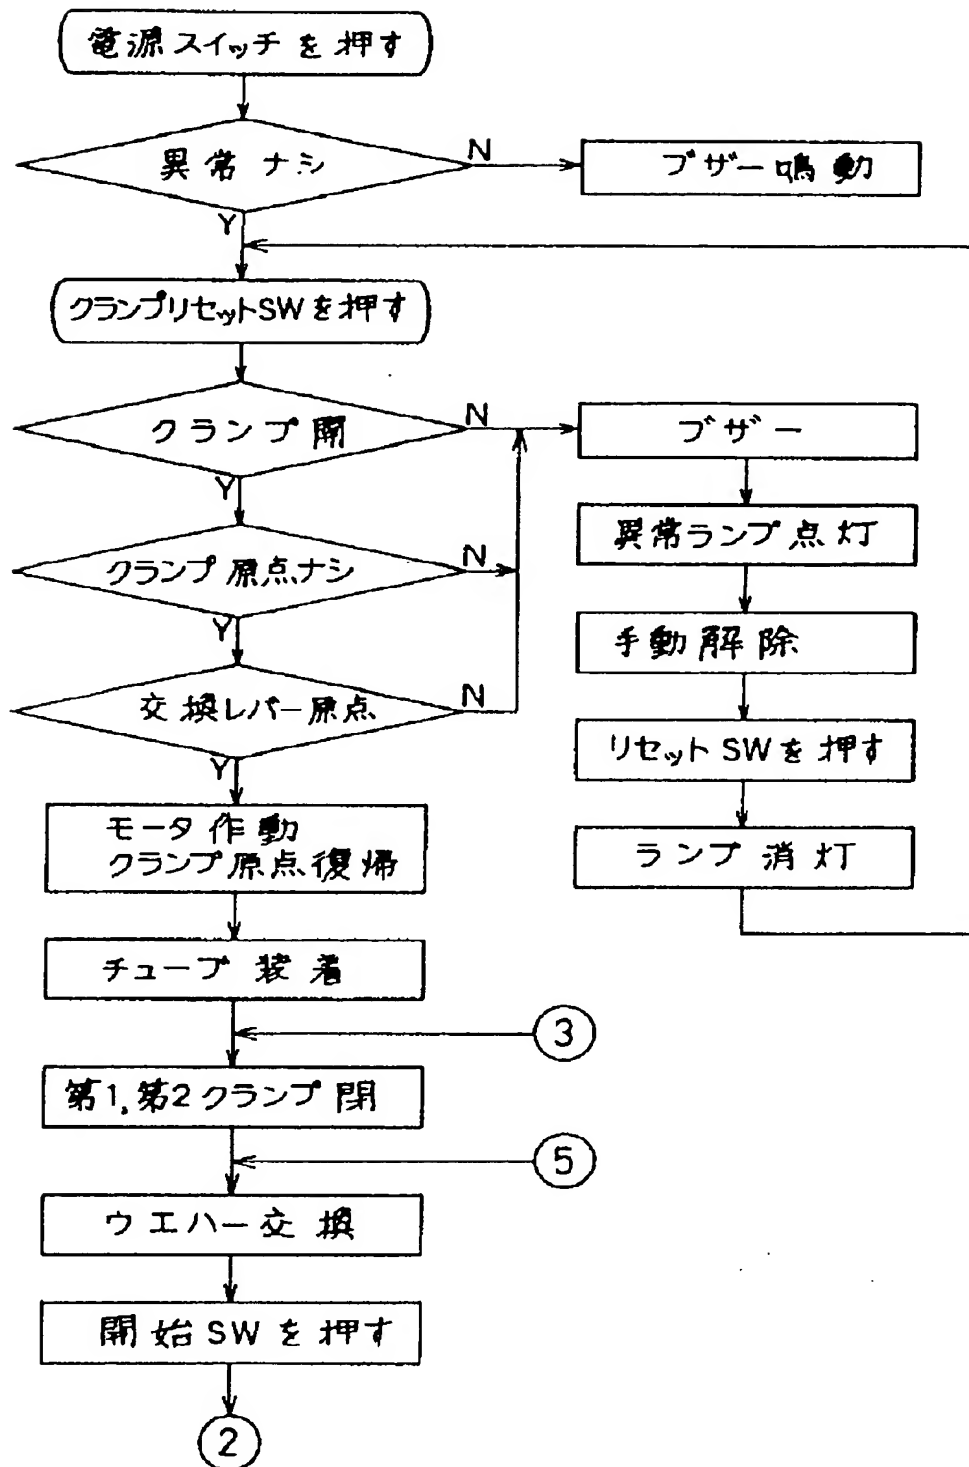 電源スイッチを押す
異常ナシ
N
ブザー鳴動
Y
クランプリセットSWを押す
クランプ開
N
ブザー
Y
異常ランプ点灯
クランプ原点ナシ
N
Y
手動解除
交換レバー原点
N
リセットSWを押す
Y
モータ作動
クランプ原点復帰
ランプ消灯
チューブ装着
3
第1,第2クランプ閉
5
ウエハー交換
開始SWを押す
2